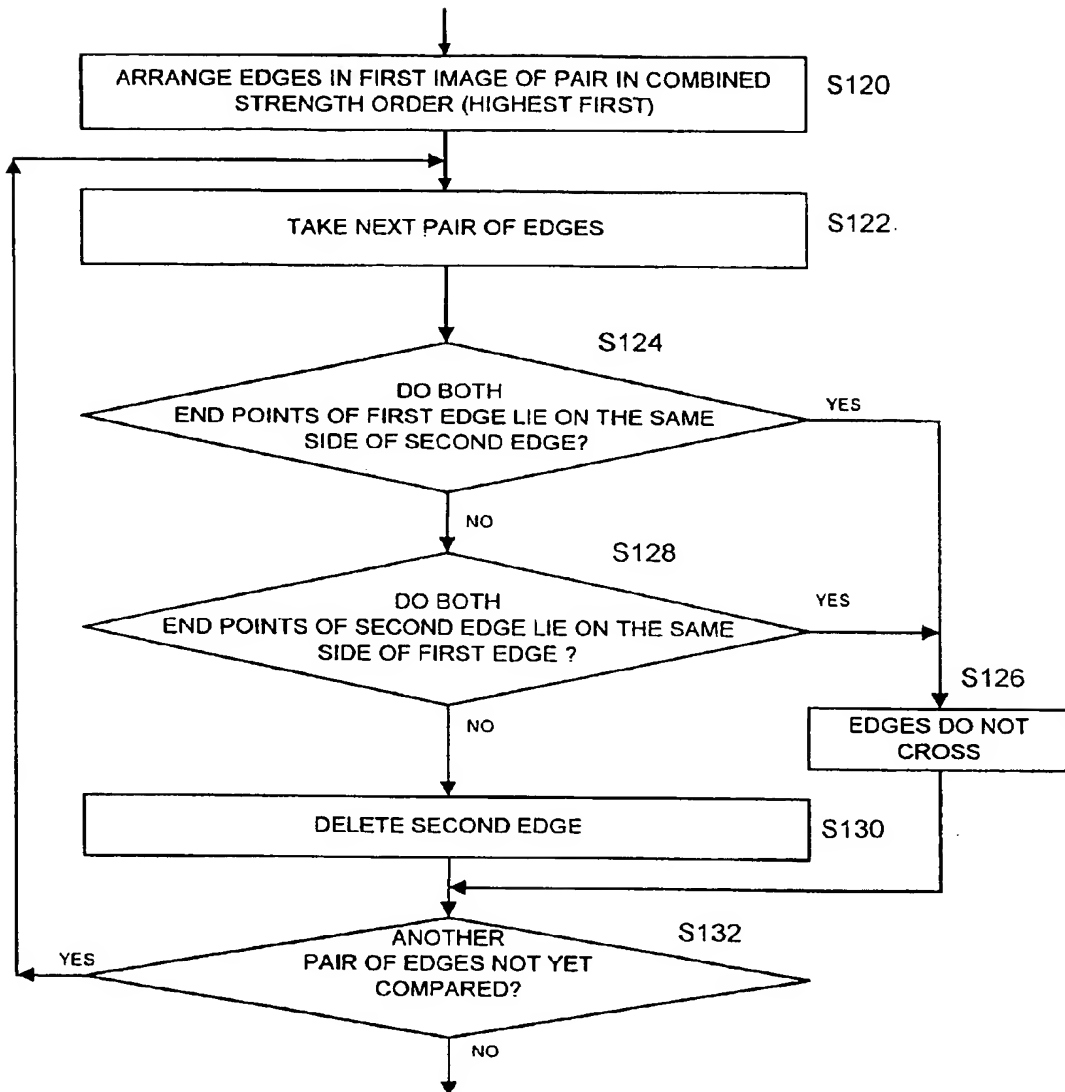 ARRANGE EDGES IN FIRST IMAGE OF PAIR IN COMBINED
STRENGTH ORDER (HIGHEST FIRST)
S120
TAKE NEXT PAIR OF EDGES
S122
S124
DO BOTH
END POINTS OF FIRST EDGE LIE ON THE SAME
SIDE OF SECOND EDGE?
YES
NO
S128
DO BOTH
END POINTS OF SECOND EDGE LIE ON THE SAME
SIDE OF FIRST EDGE ?
YES
NO
S126
EDGES DO NOT
CROSS
DELETE SECOND EDGE
S130
S132
ANOTHER
PAIR OF EDGES NOT YET
COMPARED?
YES
NO